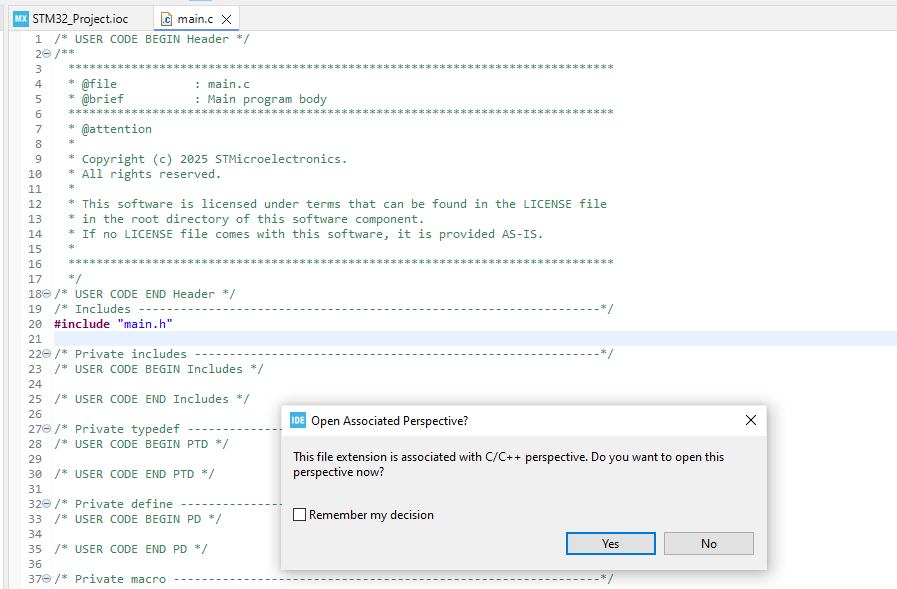 MX STM32_Project.ioc
main.c
1 /* USER CODE BEGIN Header */
2 /**
3 ******************************************************************************
4 * @file : main.c
5 * @brief : Main program body
6 ******************************************************************************
7 * @attention
8 *
9 * Copyright (c) 2025 STMicroelectronics.
10 * All rights reserved.
11 *
12 * This software is licensed under terms that can be found in the LICENSE file
13 * in the root directory of this software component.
14 * If no LICENSE file comes with this software, it is provided AS-IS.
15 *
16 ******************************************************************************
17 */
18 /* USER CODE END Header */
19 /* Includes ------------------------------------------------------------------*/
20 #include "main.h"
21
22 /* Private includes ----------------------------------------------------------*/
23 /* USER CODE BEGIN Includes */
24
25 /* USER CODE END Includes */
26
27 /* Private typedef --------------
28 /* USER CODE BEGIN PTD */
29
30 /* USER CODE END PTD */
31
32 /* Private define ---------------
33 /* USER CODE BEGIN PD */
34
35 /* USER CODE END PD */
36
37 /* Private macro -------------------------------------------------------------*/
IDE Open Associated Perspective?
This file extension is associated with C/C++ perspective. Do you want to open this
perspective now?
Remember my decision
Yes
No